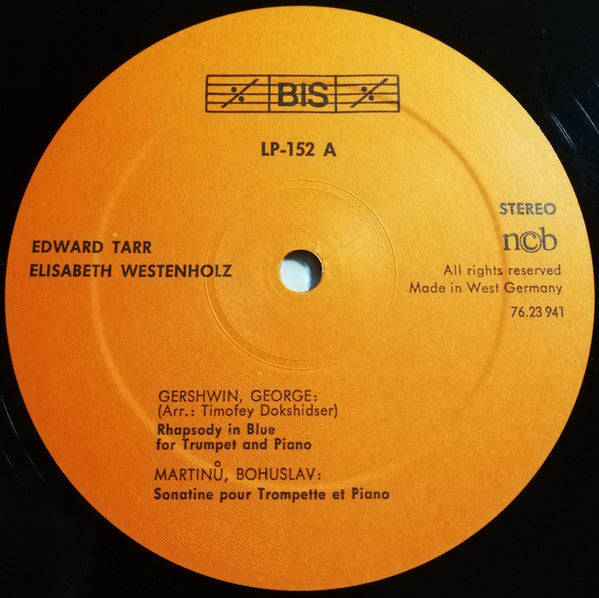 BIS
LP-152 A
STEREO
n©b
EDWARD TARR
ELISABETH WESTENHOLZ
All rights reserved
Made in West Germany
76.23 941
GERSHWIN, GEORGE:
(Arr.: Timofey Dokshidser)
Rhapsody in Blue
for Trumpet and Piano
MARTINŮ, BOHUSLAV:
Sonatine pour Trompette et Piano